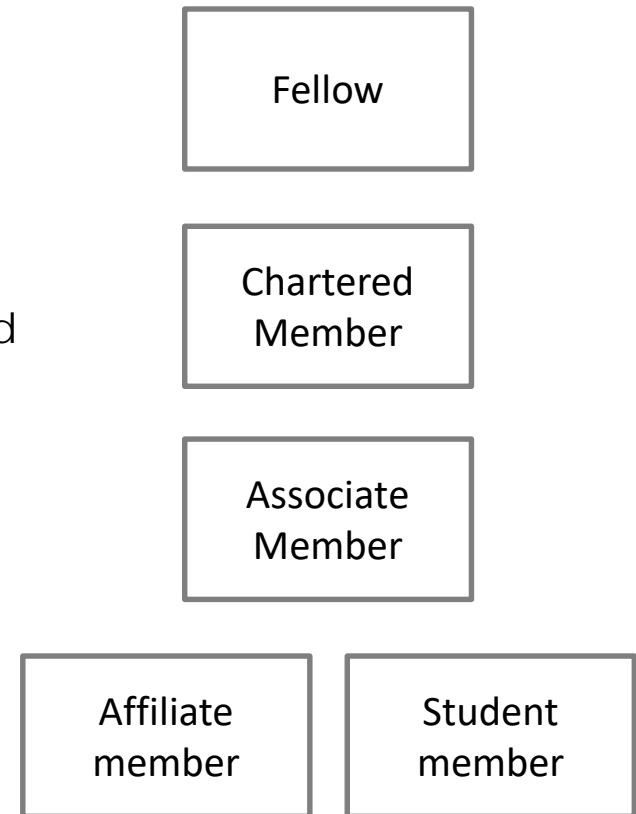 Fellow
Chartered
Member
d
Associate
Member
Affiliate
member
Student
member